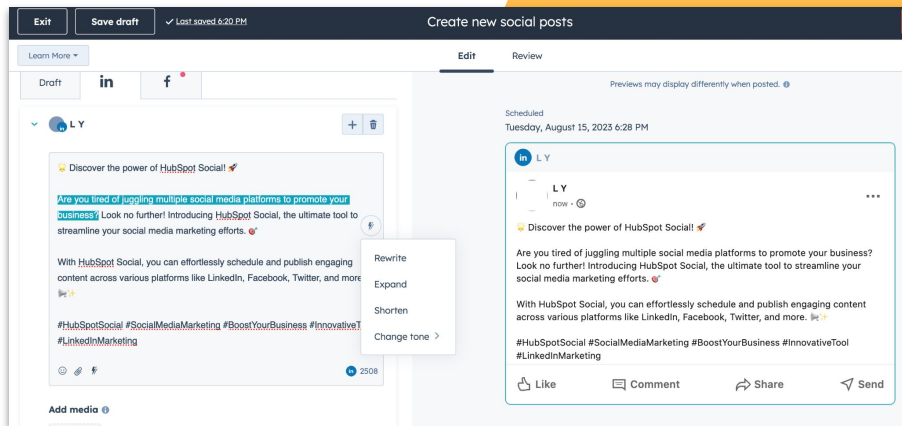 Exit
Save draft
✓ Last saved 6:20 PM
Create new social posts
Learn More
Edit
Review
Draft
in
f
Previews may display differently when posted.
L Y
🌟 Discover the power of HubSpot Social! 🚀
Are you tired of juggling multiple social media platforms to promote your
business? Look no further! Introducing HubSpot Social, the ultimate tool to
streamline your social media marketing efforts. 🎯
With HubSpot Social, you can effortlessly schedule and publish engaging
content across various platforms like LinkedIn, Facebook, Twitter, and more
#HubSpotSocial #SocialMediaMarketing #BoostYourBusiness #InnovativeT
#LinkedInMarketing
in 2508
Add media
Rewrite
Expand
Shorten
Change tone >
Scheduled
Tuesday, August 15, 2023 6:28 PM
in L Y
L Y
now •
🌟 Discover the power of HubSpot Social! 🚀
Are you tired of juggling multiple social media platforms to promote your business?
Look no further! Introducing HubSpot Social, the ultimate tool to streamline your
social media marketing efforts. 🎯
With HubSpot Social, you can effortlessly schedule and publish engaging content
across various platforms like LinkedIn, Facebook, Twitter, and more. 📢✨
#HubSpotSocial #SocialMediaMarketing #BoostYourBusiness #InnovativeTool
#LinkedInMarketing
Like
Comment
Share
Send